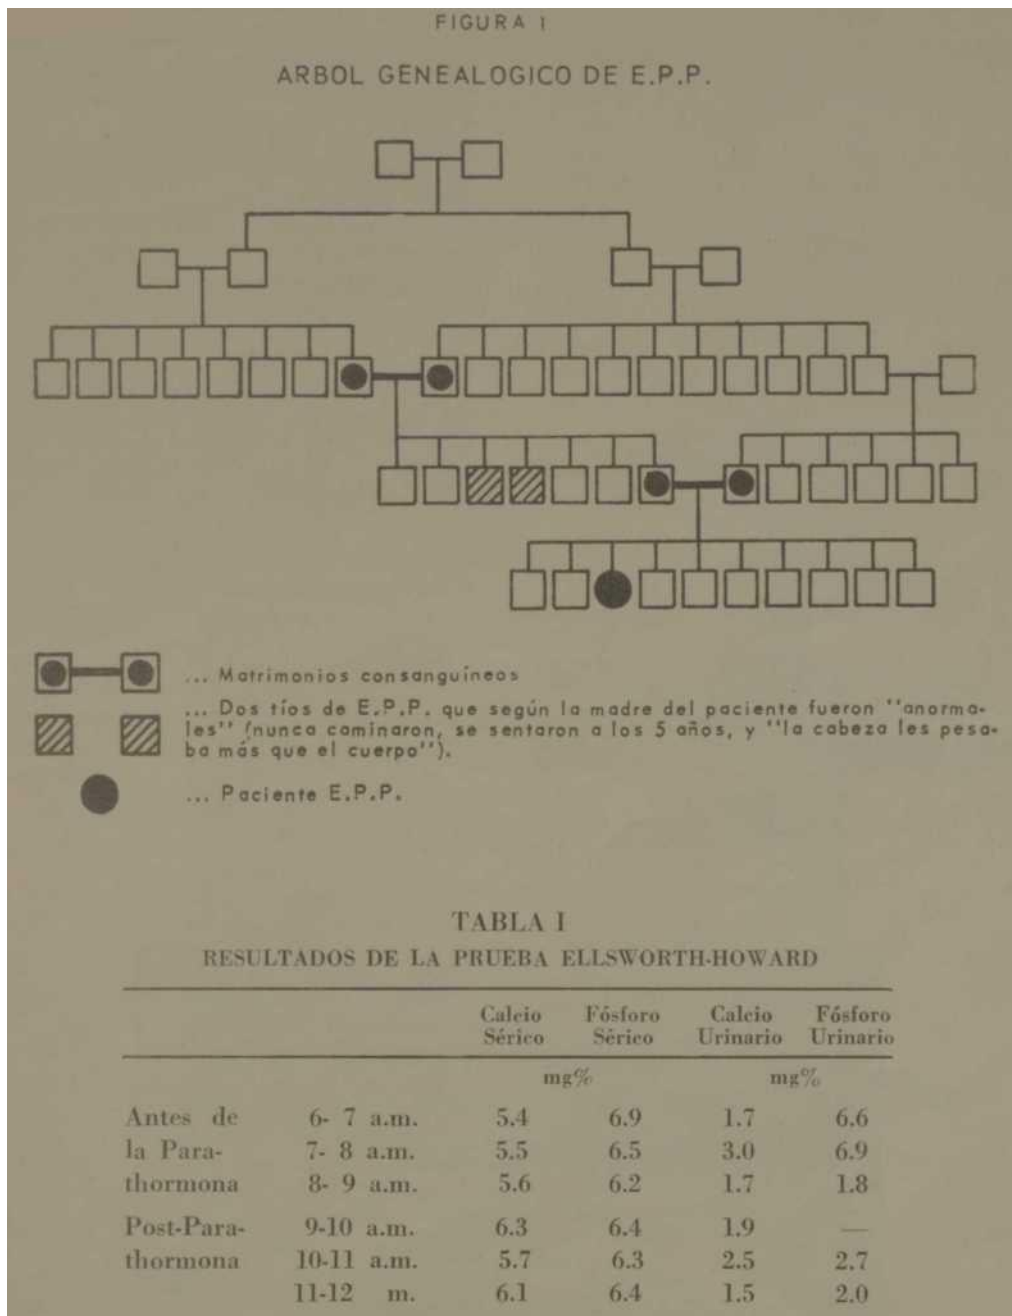 FIGURA 1
ARBOL GENEALOGICO DE E.P.P.
... Matrimonios consanguíneos
... Dos tíos de E.P.P. que según la madre del paciente fueron "anorma-
les" (nunca caminaron, se sentaron a los 5 años, y "la cabeza les pesa-
ba más que el cuerpo").
... Paciente E.P.P.
TABLA I
RESULTADOS DE LA PRUEBA ELLSWORTH-HOWARD
Calcio Fósforo Calcio Fósforo
Sérico Sérico Urinario Urinario
mg% mg%
Antes de 6- 7 a.m. 5.4 6.9 1.7 6.6
la Para- 7- 8 a.m. 5.5 6.5 3.0 6.9
thormona 8- 9 a.m. 5.6 6.2 1.7 1.8
Post-Para- 9-10 a.m. 6.3 6.4 1.9 —
thormona 10-11 a.m. 5.7 6.3 2.5 2.7
11-12 m. 6.1 6.4 1.5 2.0